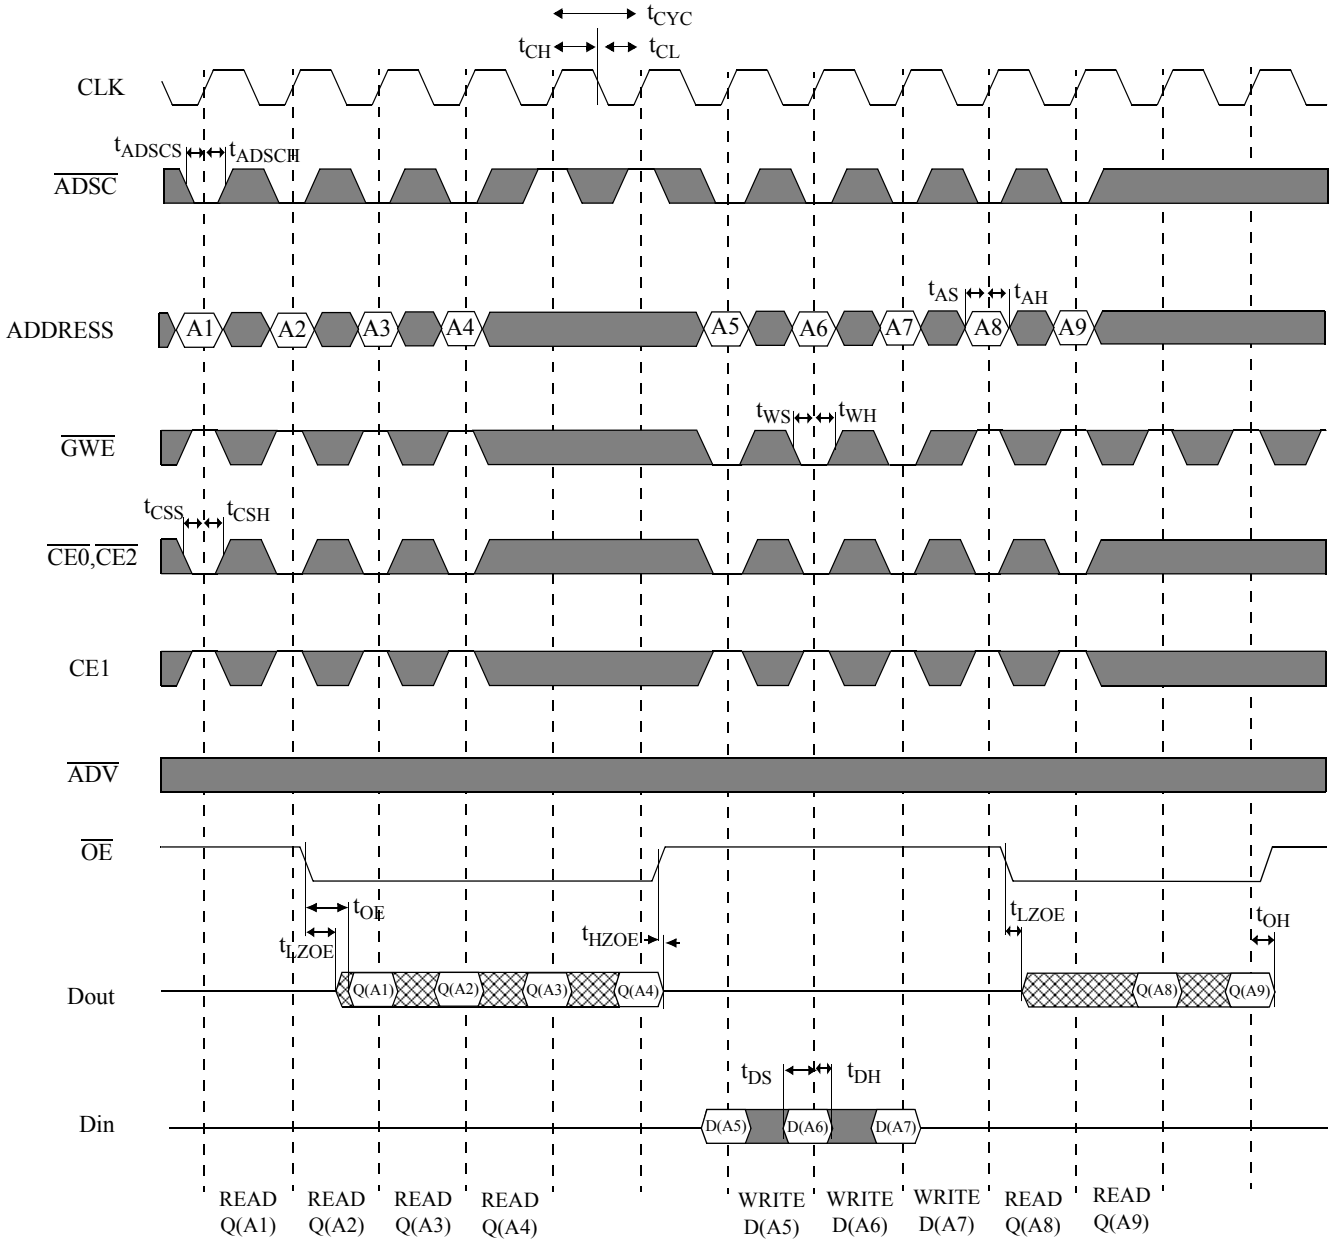 tCYC
tCH tCL
CLK
tADSCS tADSCH
ADSC
tAS tAH
ADDRESS A1 A2 A3 A4 A5 A6 A7 A8 A9
tWS tWH
GWE
tCSS tCSH
CE0,CE2
CE1
ADV
OE
tOE tLZOE tOH
tLZOE tHZOE
Dout Q(A1) Q(A2) Q(A3) Q(A4) Q(A8) Q(A9)
tDS tDH
Din D(A5) D(A6) D(A7)
READ READ READ READ WRITE WRITE WRITE READ READ
Q(A1) Q(A2) Q(A3) Q(A4) D(A5) D(A6) D(A7) Q(A8) Q(A9)